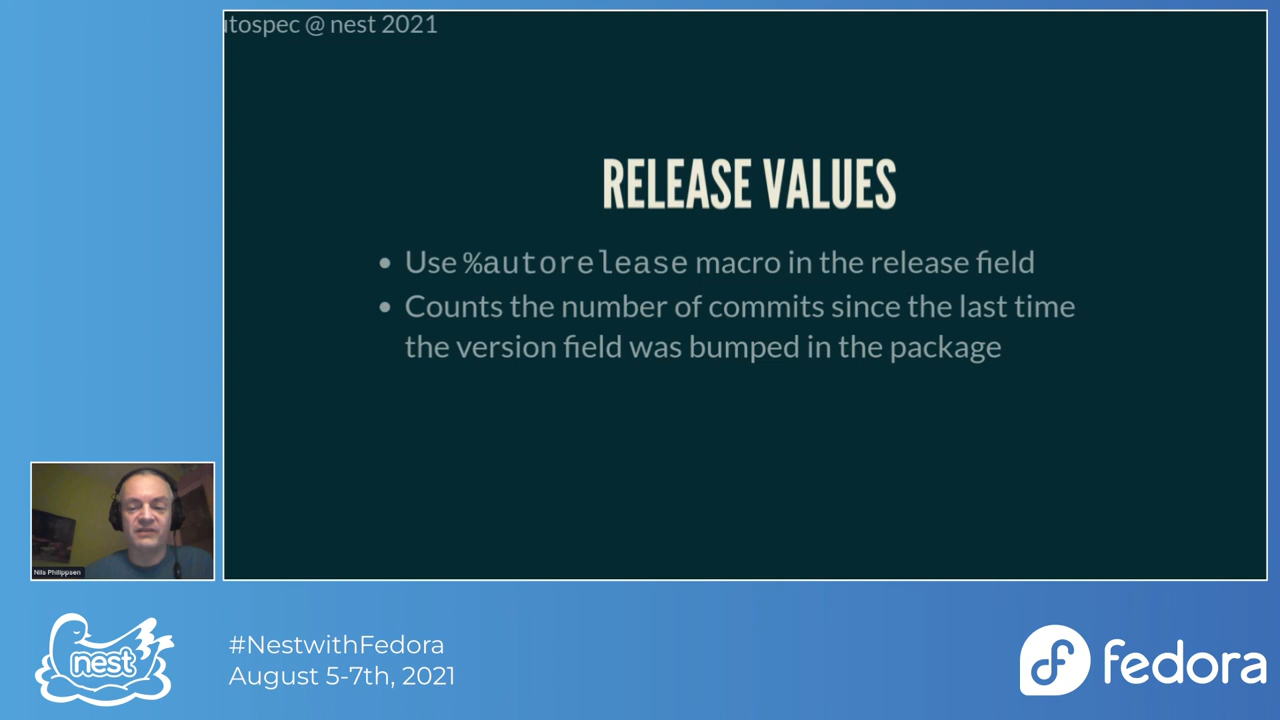 utospec @ nest 2021
RELEASE VALUES
• Use %autorelease macro in the release field
• Counts the number of commits since the last time
the version field was bumped in the package
Nils Philippsen
nest
#NestwithFedora
August 5-7th, 2021
fedora